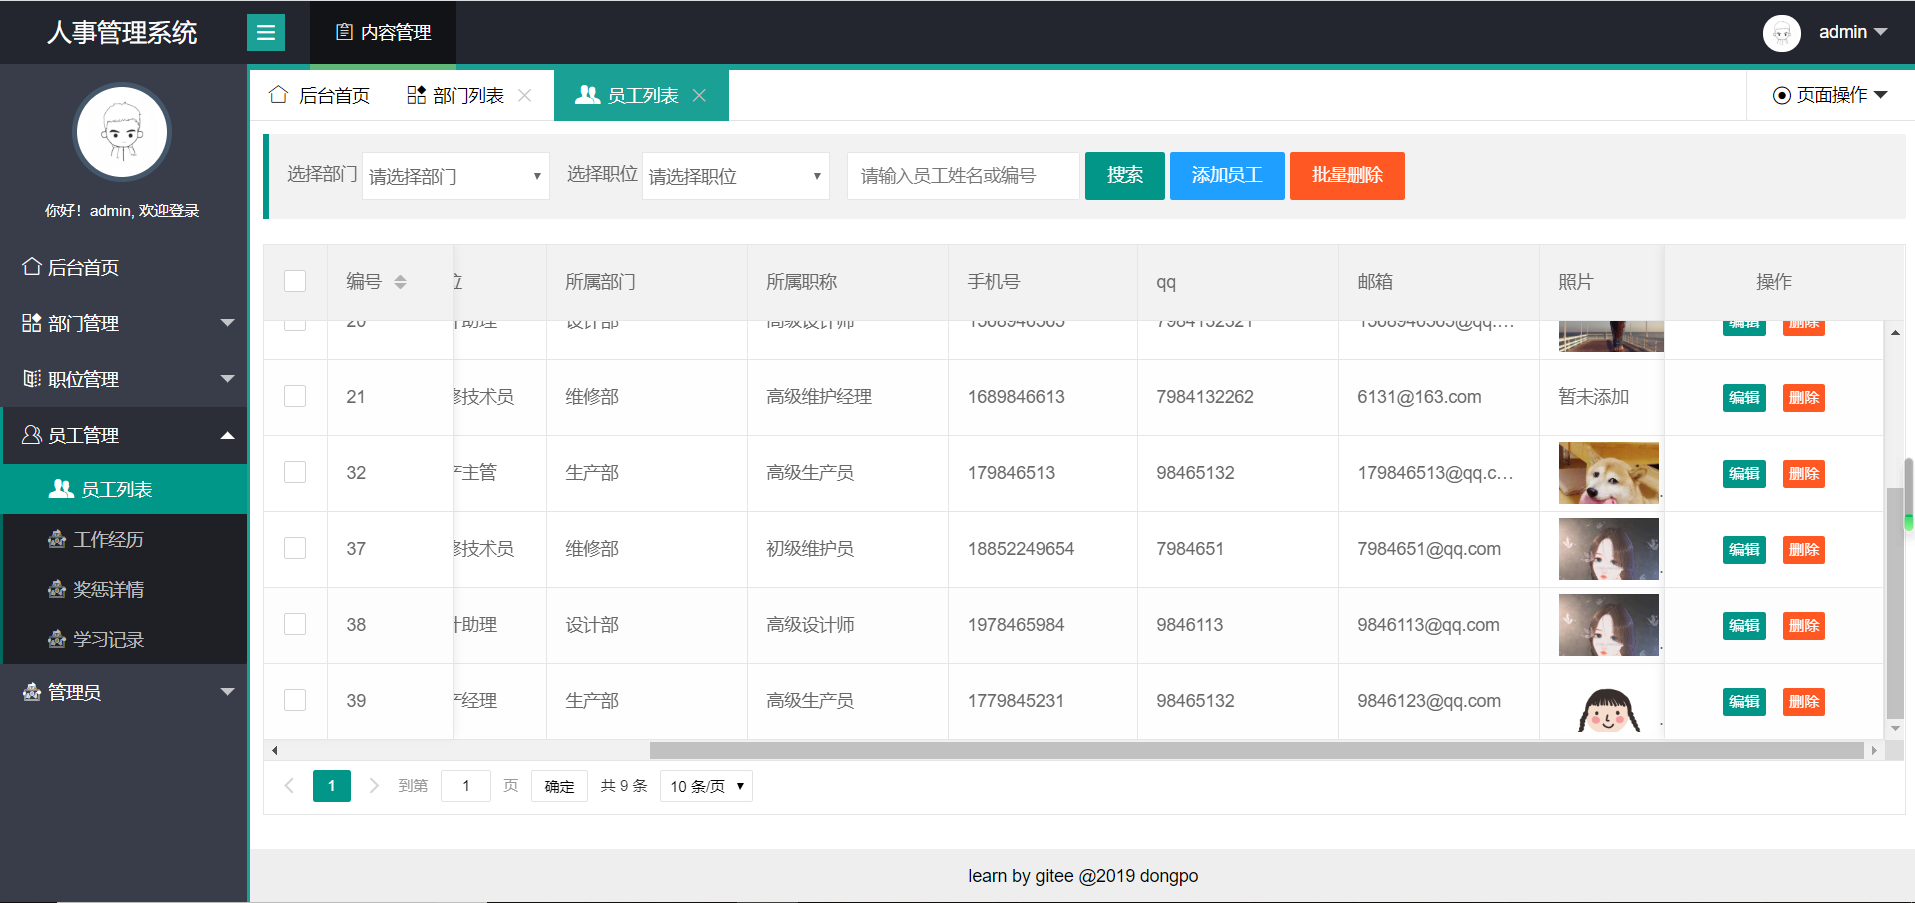 人事管理系统
内容管理
admin
你好！admin, 欢迎登录
后台首页
部门管理
职位管理
员工管理
员工列表
工作经历
奖惩详情
学习记录
管理员
后台首页 部门列表 员工列表 页面操作
选择部门 请选择部门 选择职位 请选择职位 请输入员工姓名或编号 搜索 添加员工 批量删除
编号 位 所属部门 所属职称 手机号 qq 邮箱 照片 操作
20 计助理 设计部 高级设计师 编辑 删除
21 修技术员 维修部 高级维护经理 1689846613 7984132262 6131@163.com 暂未添加 编辑 删除
32 产主管 生产部 高级生产员 179846513 98465132 179846513@qq.c… 编辑 删除
37 修技术员 维修部 初级维护员 18852249654 7984651 7984651@qq.com 编辑 删除
38 计助理 设计部 高级设计师 1978465984 9846113 9846113@qq.com 编辑 删除
39 产经理 生产部 高级生产员 1779845231 98465132 9846123@qq.com 编辑 删除
1 到第 1 页 确定 共 9 条 10 条/页
learn by gitee @2019 dongpo